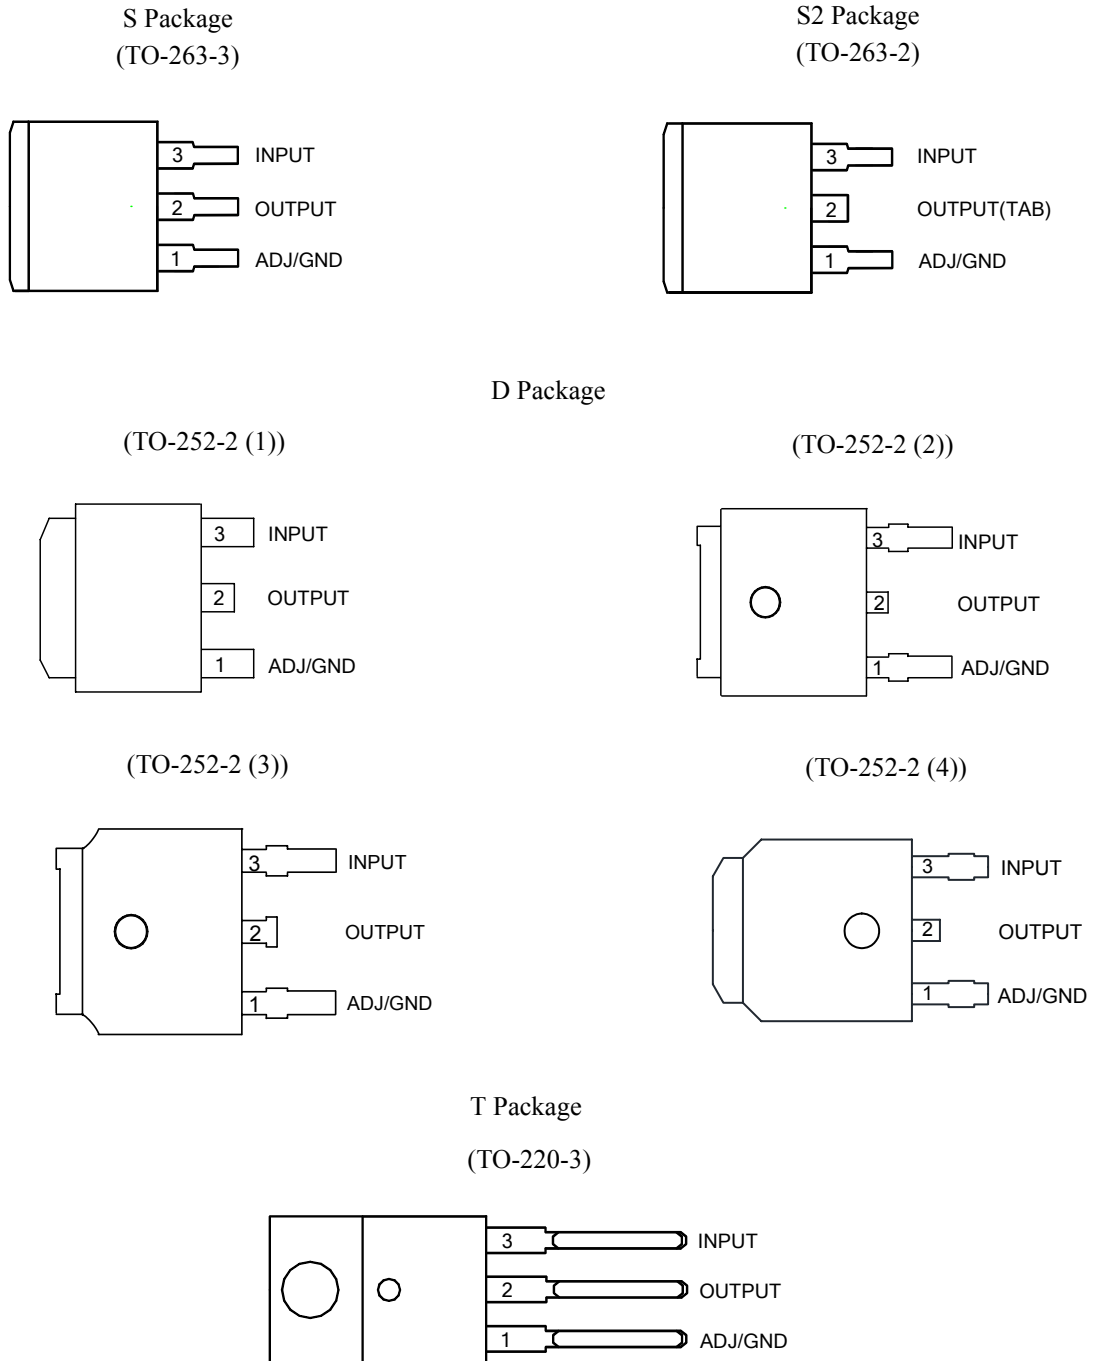 S Package
(TO-263-3)
S2 Package
(TO-263-2)
3 INPUT
2 OUTPUT
1 ADJ/GND
3 INPUT
2 OUTPUT(TAB)
1 ADJ/GND
D Package
(TO-252-2 (1))
(TO-252-2 (2))
3 INPUT
2 OUTPUT
1 ADJ/GND
3 INPUT
2 OUTPUT
1 ADJ/GND
(TO-252-2 (3))
(TO-252-2 (4))
3 INPUT
2 OUTPUT
1 ADJ/GND
3 INPUT
2 OUTPUT
1 ADJ/GND
T Package
(TO-220-3)
3 INPUT
2 OUTPUT
1 ADJ/GND